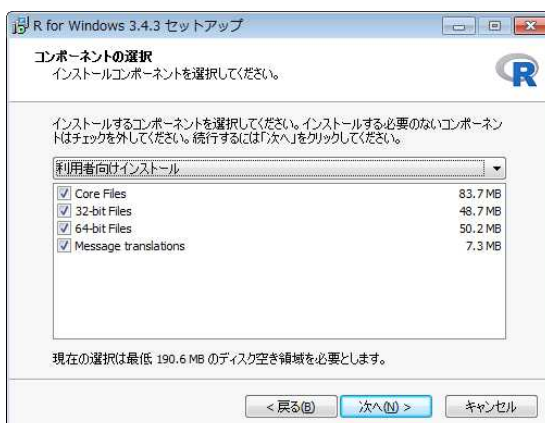 R for Windows 3.4.3 セットアップ
コンポーネントの選択
インストールコンポーネントを選択してください。
R
インストールするコンポーネントを選択してください。インストールする必要のないコンポーネン
トはチェックを外してください。続行するには「次へ」をクリックしてください。
利用者向けインストール
Core Files 83.7 MB
32-bit Files 48.7 MB
64-bit Files 50.2 MB
Message translations 7.3 MB
現在の選択は最低 190.6 MB のディスク空き領域を必要とします。
< 戻る(B) 次へ(N) > キャンセル